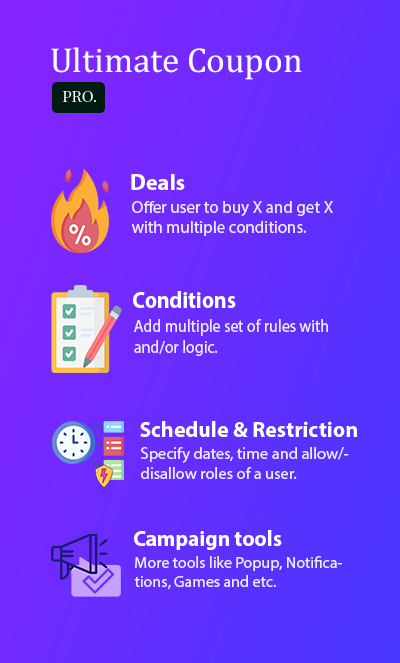 Ultimate Coupon
PRO.
Deals
Offer user to buy X and get X
with multiple conditions.
%
Conditions
Add multiple set of rules with
and/or logic.
Schedule & Restriction
Specify dates, time and allow/-
disallow roles of a user.
Campaign tools
More tools like Popup, Notifica-
tions, Games and etc.